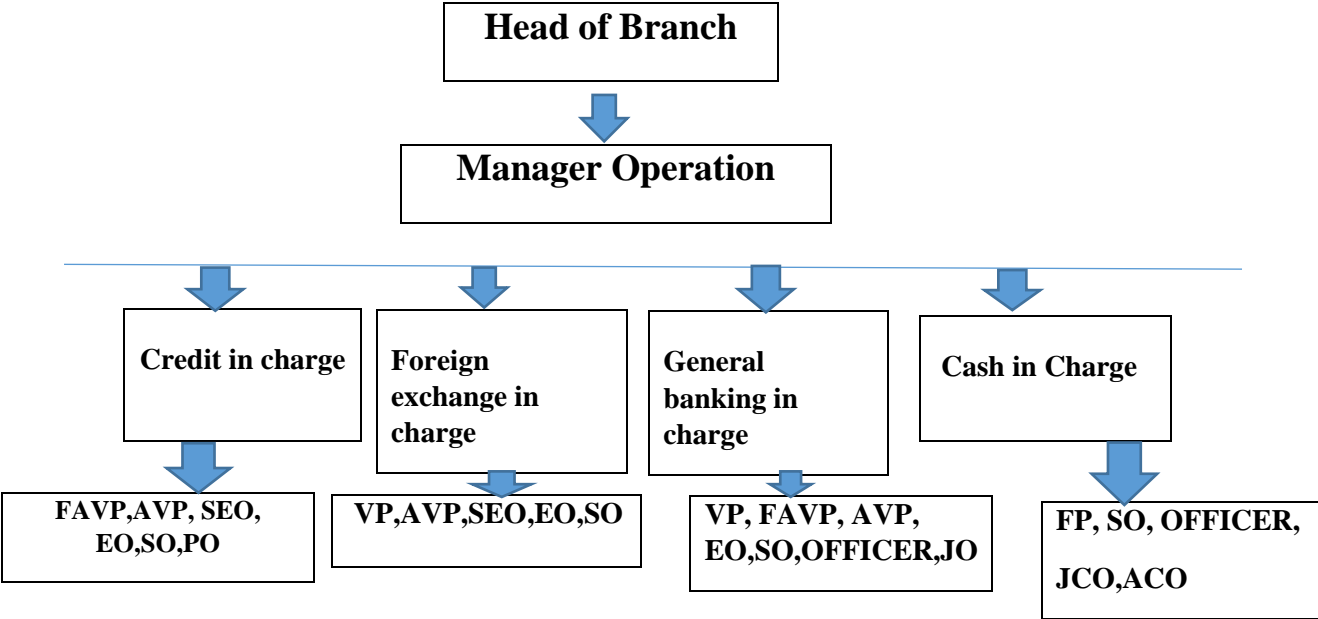 Head of Branch
Manager Operation
Credit in charge
Foreign
exchange in
charge
General
banking in
charge
Cash in Charge
FAVP,AVP, SEO,
EO,SO,PO
VP,AVP,SEO,EO,SO
VP, FAVP, AVP,
EO,SO,OFFICER,JO
FP, SO, OFFICER,
JCO,ACO